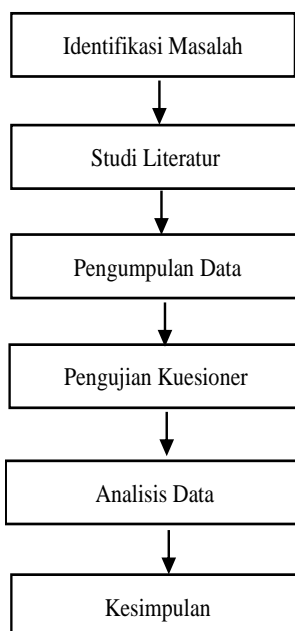 Identifikasi Masalah
Studi Literatur
Pengumpulan Data
Pengujian Kuesioner
Analisis Data
Kesimpulan